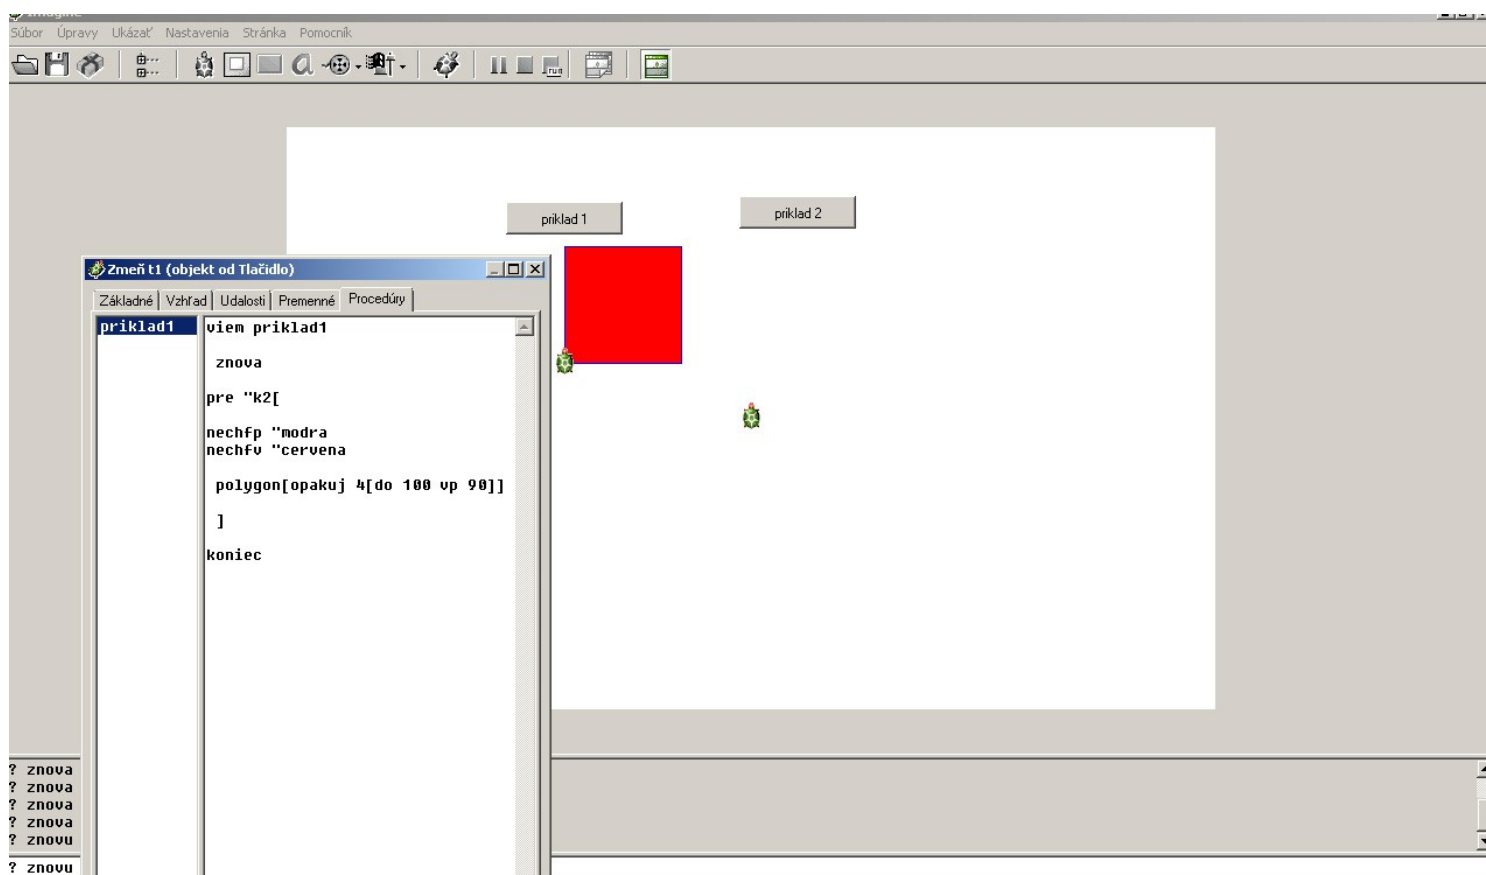 Imagine
Súbor Úpravy Ukázať Nastavenia Stránka Pomocník
run
priklad 1
priklad 2
Zmeň t1 (objekt od Tlačidlo)
Základné Vzhľad Udalosti Premenné Procedúry
priklad1
viem priklad1
znova
pre "k2[
nechfp "modra
nechfv "cervena
polygon[opakuj 4[do 100 vp 90]]
]
koniec
? znova
? znova
? znova
? znova
? znovu
? znovu